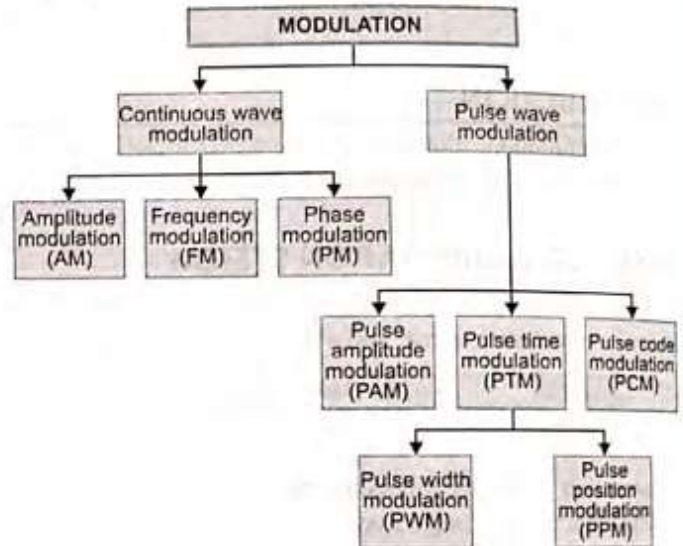 MODULATION
Continuous wave
modulation
Pulse wave
modulation
Amplitude
modulation
(AM)
Frequency
modulation
(FM)
Phase
modulation
(PM)
Pulse
amplitude
modulation
(PAM)
Pulse time
modulation
(PTM)
Pulse code
modulation
(PCM)
Pulse width
modulation
(PWM)
Pulse
position
modulation
(PPM)